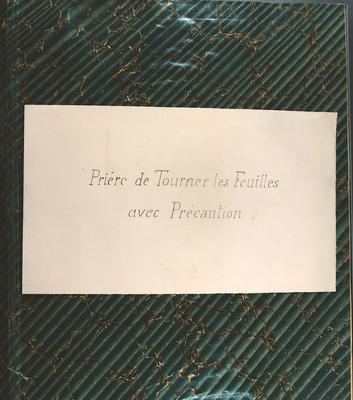 Prière de Tourner les Feuilles
avec Précaution.